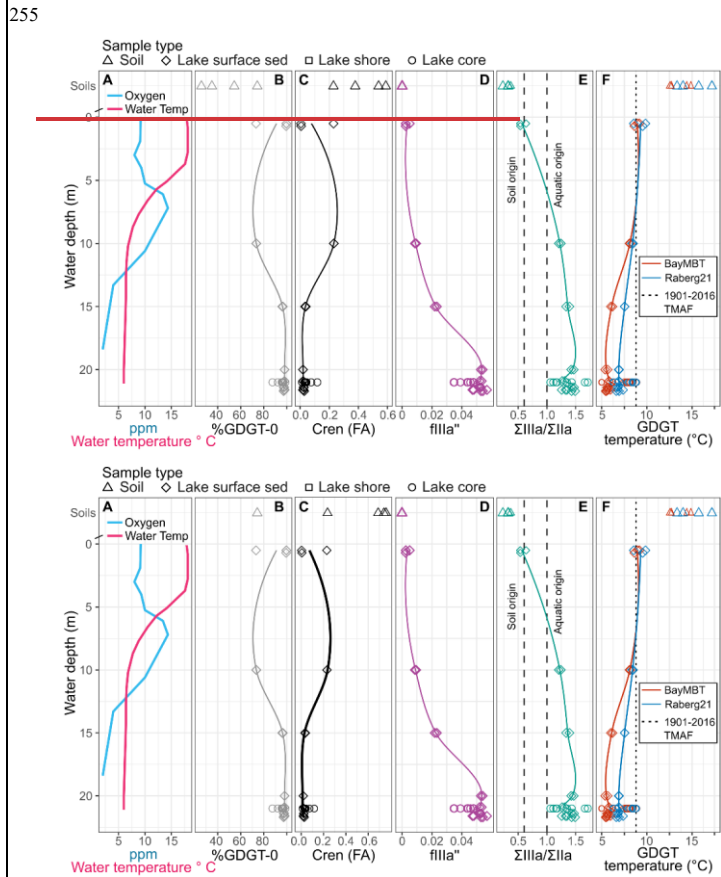 255
Sample type
△ Soil ◇ Lake surface sed □ Lake shore ○ Lake core
A B C D E F
Soils
Oxygen
Water Temp
0
5
10
15
20
Water depth (m)
Soil origin
Aquatic origin
BayMBT
Raberg21
1901-2016
TMAF
5 10 15
20 40 60 80
0.0 0.2 0.4 0.6
0 0.02 0.04
0.5 1.0 1.5
5 10 15
ppm
Water temperature ° C
%GDGT-0
Cren (FA)
fIIIa"
ΣIIIa/ΣIIa
GDGT
temperature (°C)
Sample type
△ Soil ◇ Lake surface sed □ Lake shore ○ Lake core
A B C D E F
Soils
Oxygen
Water Temp
0
5
10
15
20
Water depth (m)
Soil origin
Aquatic origin
BayMBT
Raberg21
1901-2016
TMAF
5 10 15
20 40 60 80
0.0 0.2 0.4 0.6
0 0.02 0.04
0.5 1.0 1.5
5 10 15
ppm
Water temperature ° C
%GDGT-0
Cren (FA)
fIIIa"
ΣIIIa/ΣIIa
GDGT
temperature (°C)